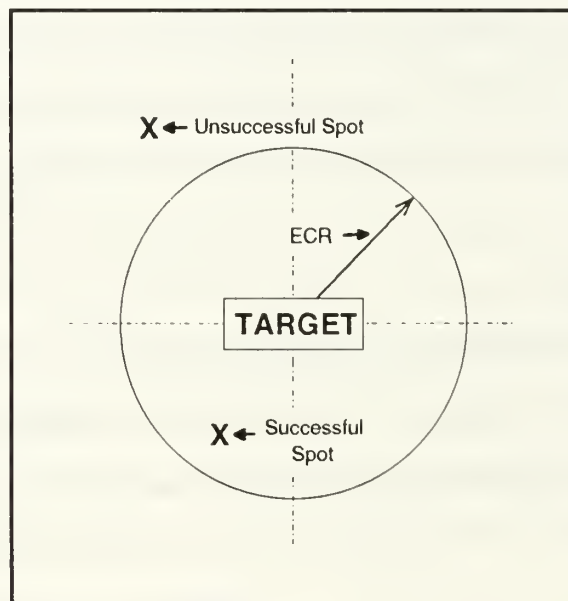 X Unsuccessful Spot
ECR
TARGET
X Successful
Spot